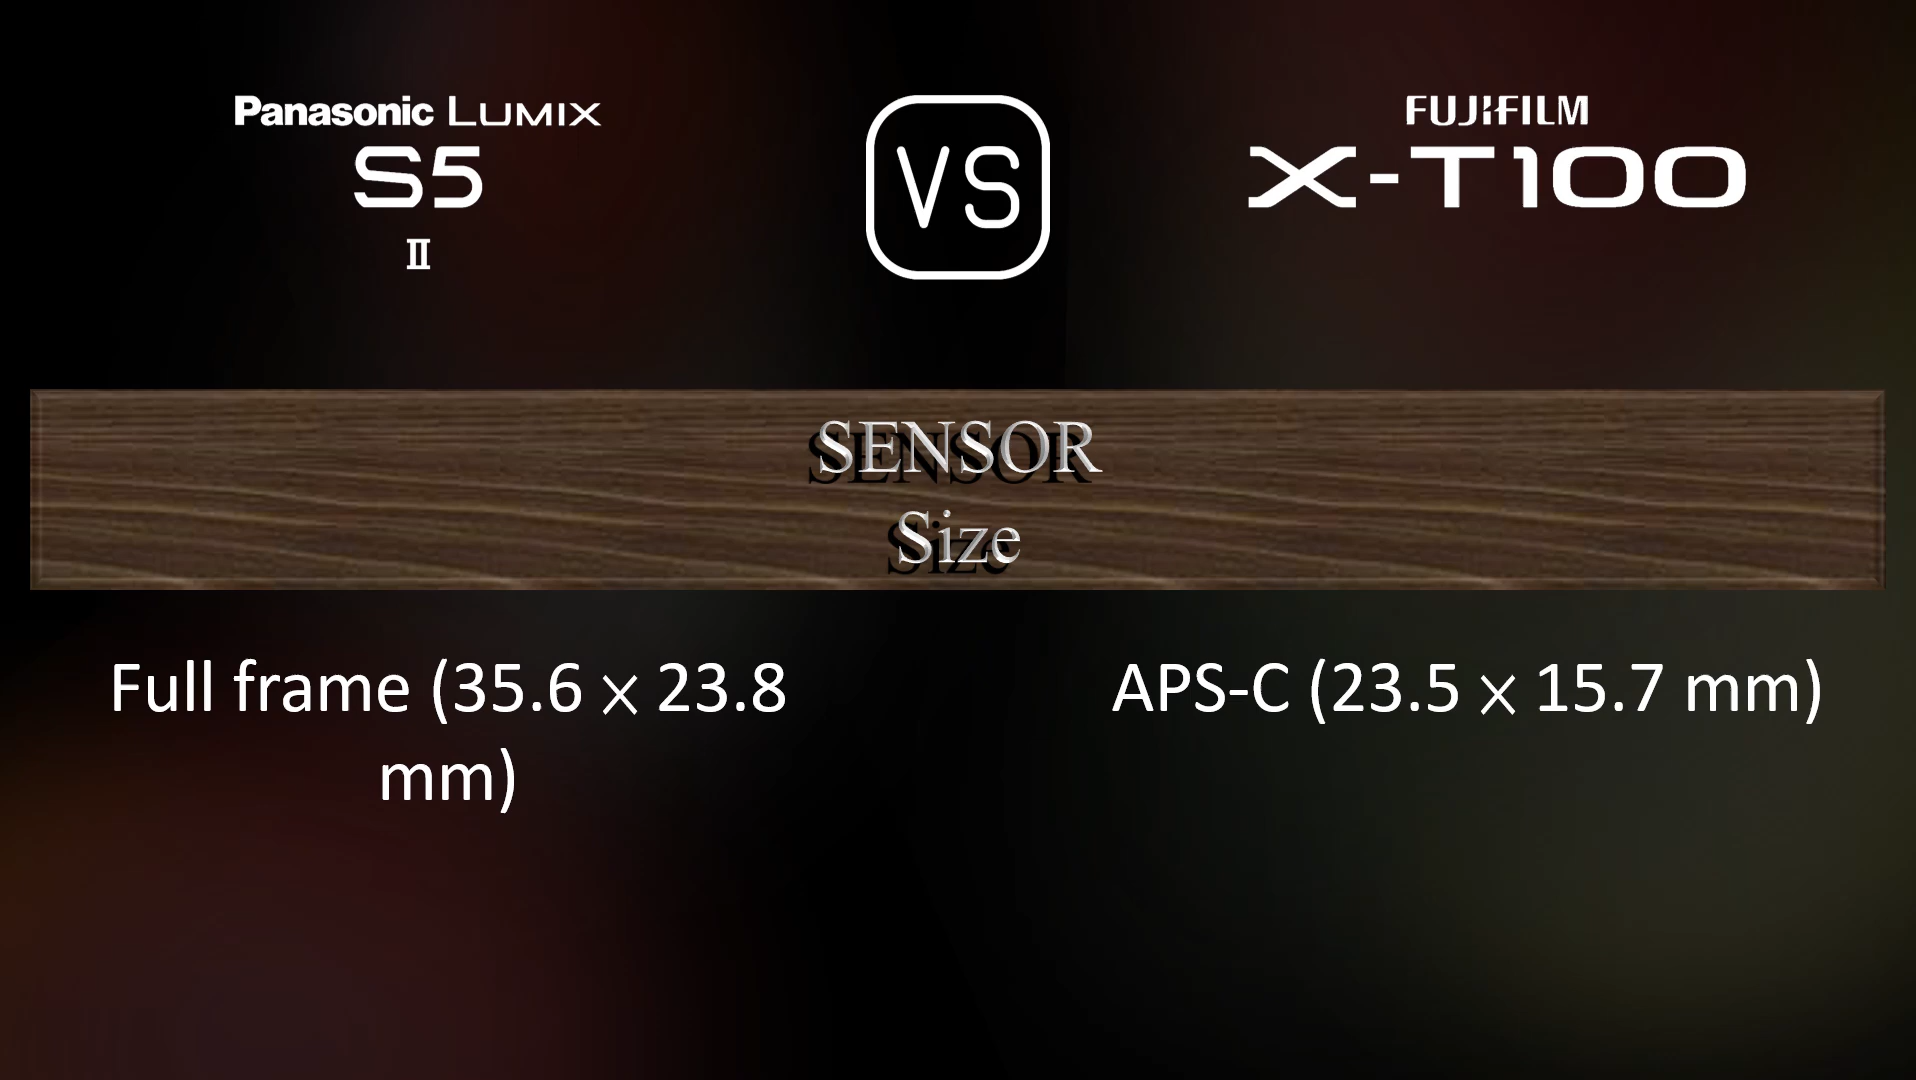 Panasonic LUMIX
S5
II
VS
FUJIFILM
X-T100
SENSOR
Size
Full frame (35.6 x 23.8
mm)
APS-C (23.5 x 15.7 mm)